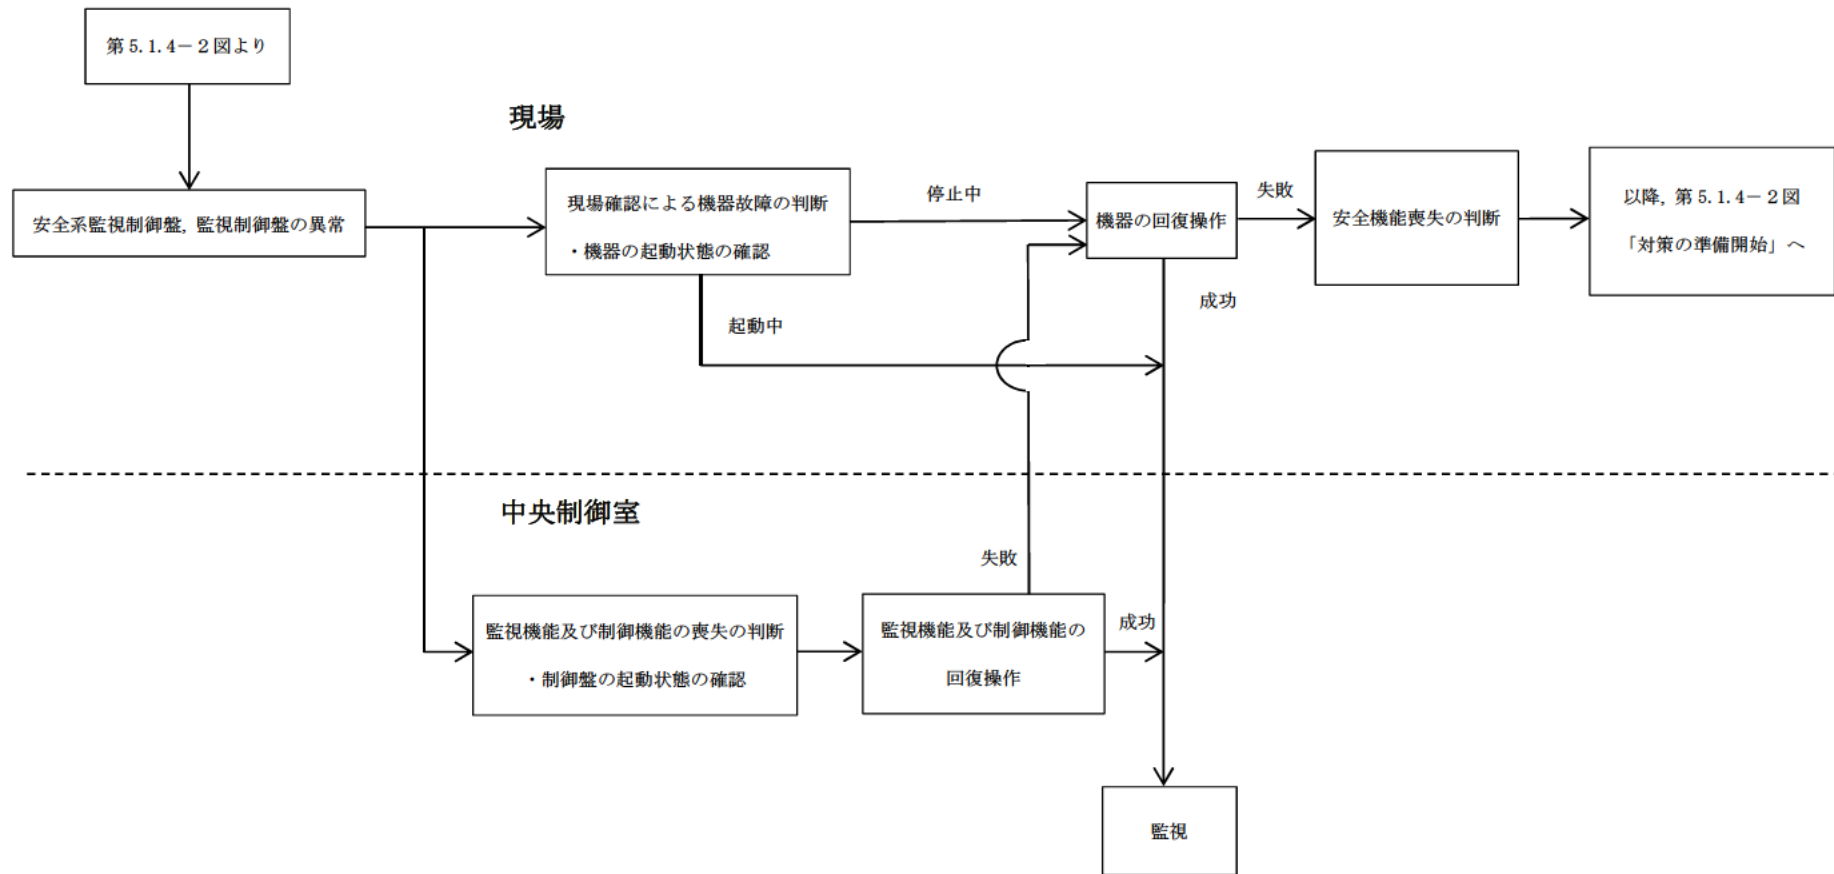 第5.1.4－2図より
現場
安全系監視制御盤，監視制御盤の異常
現場確認による機器故障の判断
・機器の起動状態の確認
停止中
起動中
機器の回復操作
失敗
成功
安全機能喪失の判断
以降，第5.1.4－2図
「対策の準備開始」へ
中央制御室
監視機能及び制御機能の喪失の判断
・制御盤の起動状態の確認
失敗
監視機能及び制御機能の
回復操作
成功
監視